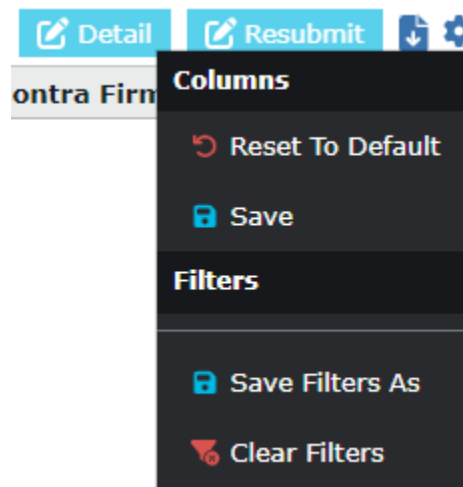 Detail Resubmit
ontra Firm
Columns
Reset To Default
Save
Filters
Save Filters As
Clear Filters